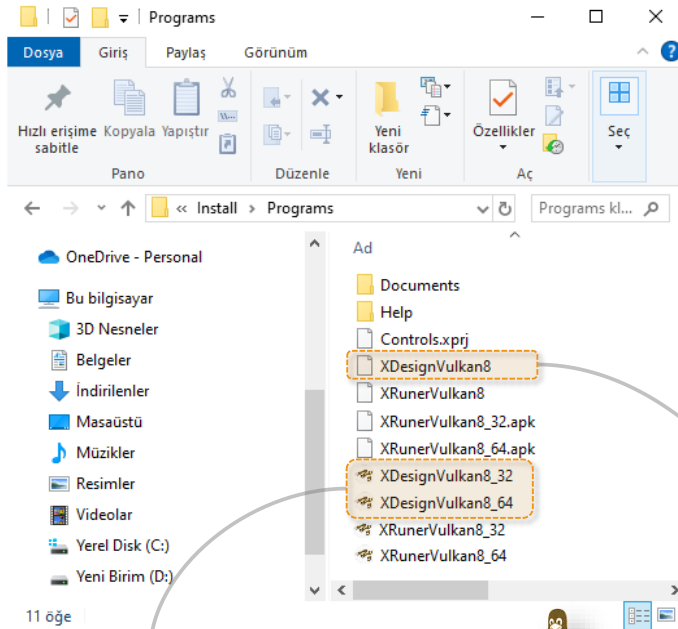 Programs
Dosya Giriş Paylaş Görünüm
Hızlı erişime sabitle
Kopyala
Yapıştır
Yeni klasör
Özellikler
Seç
Pano Düzenle Yeni Aç
« Install > Programs
Programs kl...
OneDrive - Personal
Bu bilgisayar
3D Nesneler
Belgeler
İndirilenler
Masaüstü
Müzikler
Resimler
Videolar
Yerel Disk (C:)
Yeni Birim (D:)
Ad
Documents
Help
Controls.xprj
XDesignVulkan8
XRunerVulkan8
XRunerVulkan8_32.apk
XRunerVulkan8_64.apk
XDesignVulkan8_32
XDesignVulkan8_64
XRunerVulkan8_32
XRunerVulkan8_64
11 öğe